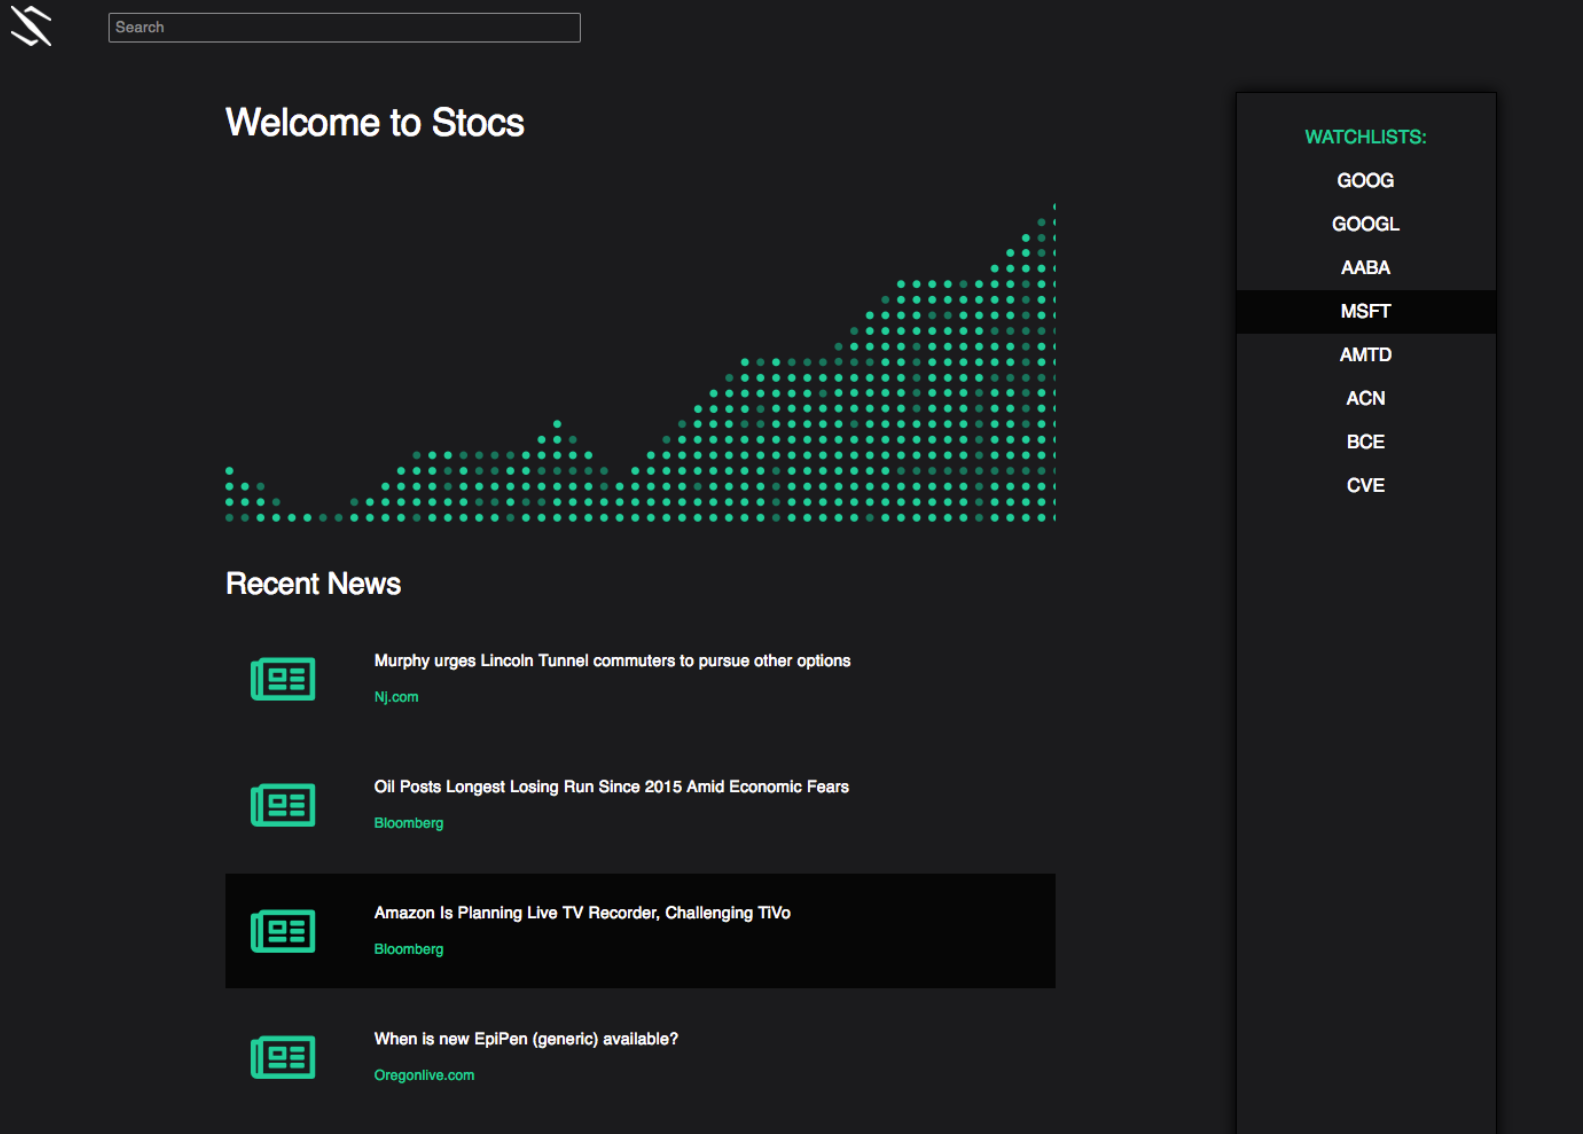 Search
Welcome to Stocs
WATCHLISTS:
GOOG
GOOGL
AABA
MSFT
AMTD
ACN
BCE
CVE
Recent News
Murphy urges Lincoln Tunnel commuters to pursue other options
Nj.com
Oil Posts Longest Losing Run Since 2015 Amid Economic Fears
Bloomberg
Amazon Is Planning Live TV Recorder, Challenging TiVo
Bloomberg
When is new EpiPen (generic) available?
Oregonlive.com